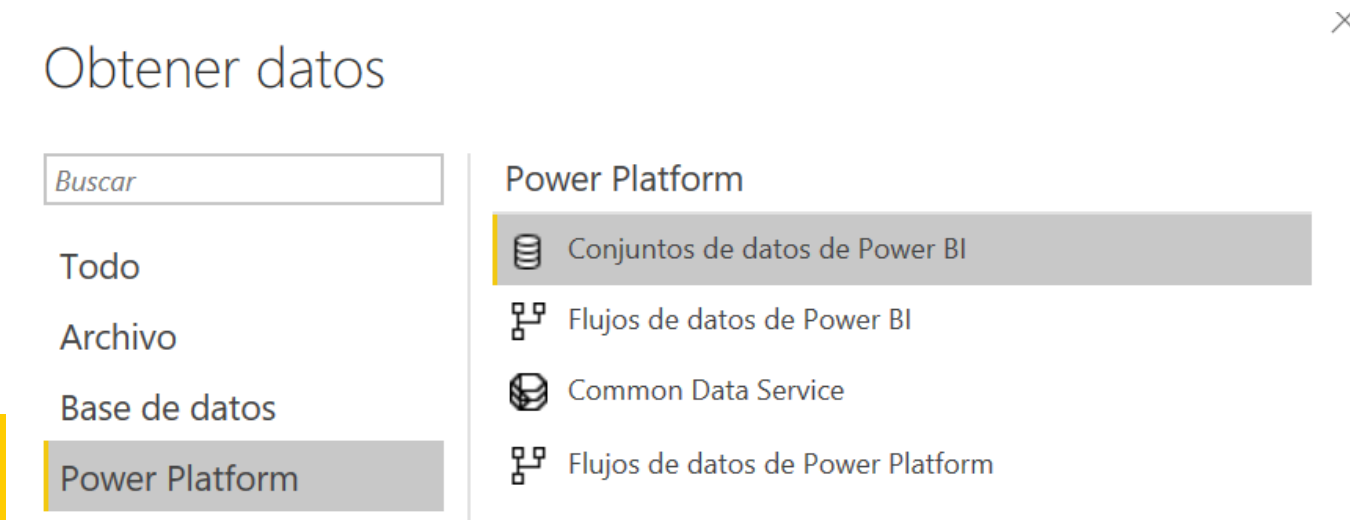 Obtener datos
Buscar
Todo
Archivo
Base de datos
Power Platform
Power Platform
Conjuntos de datos de Power BI
Flujos de datos de Power BI
Common Data Service
Flujos de datos de Power Platform